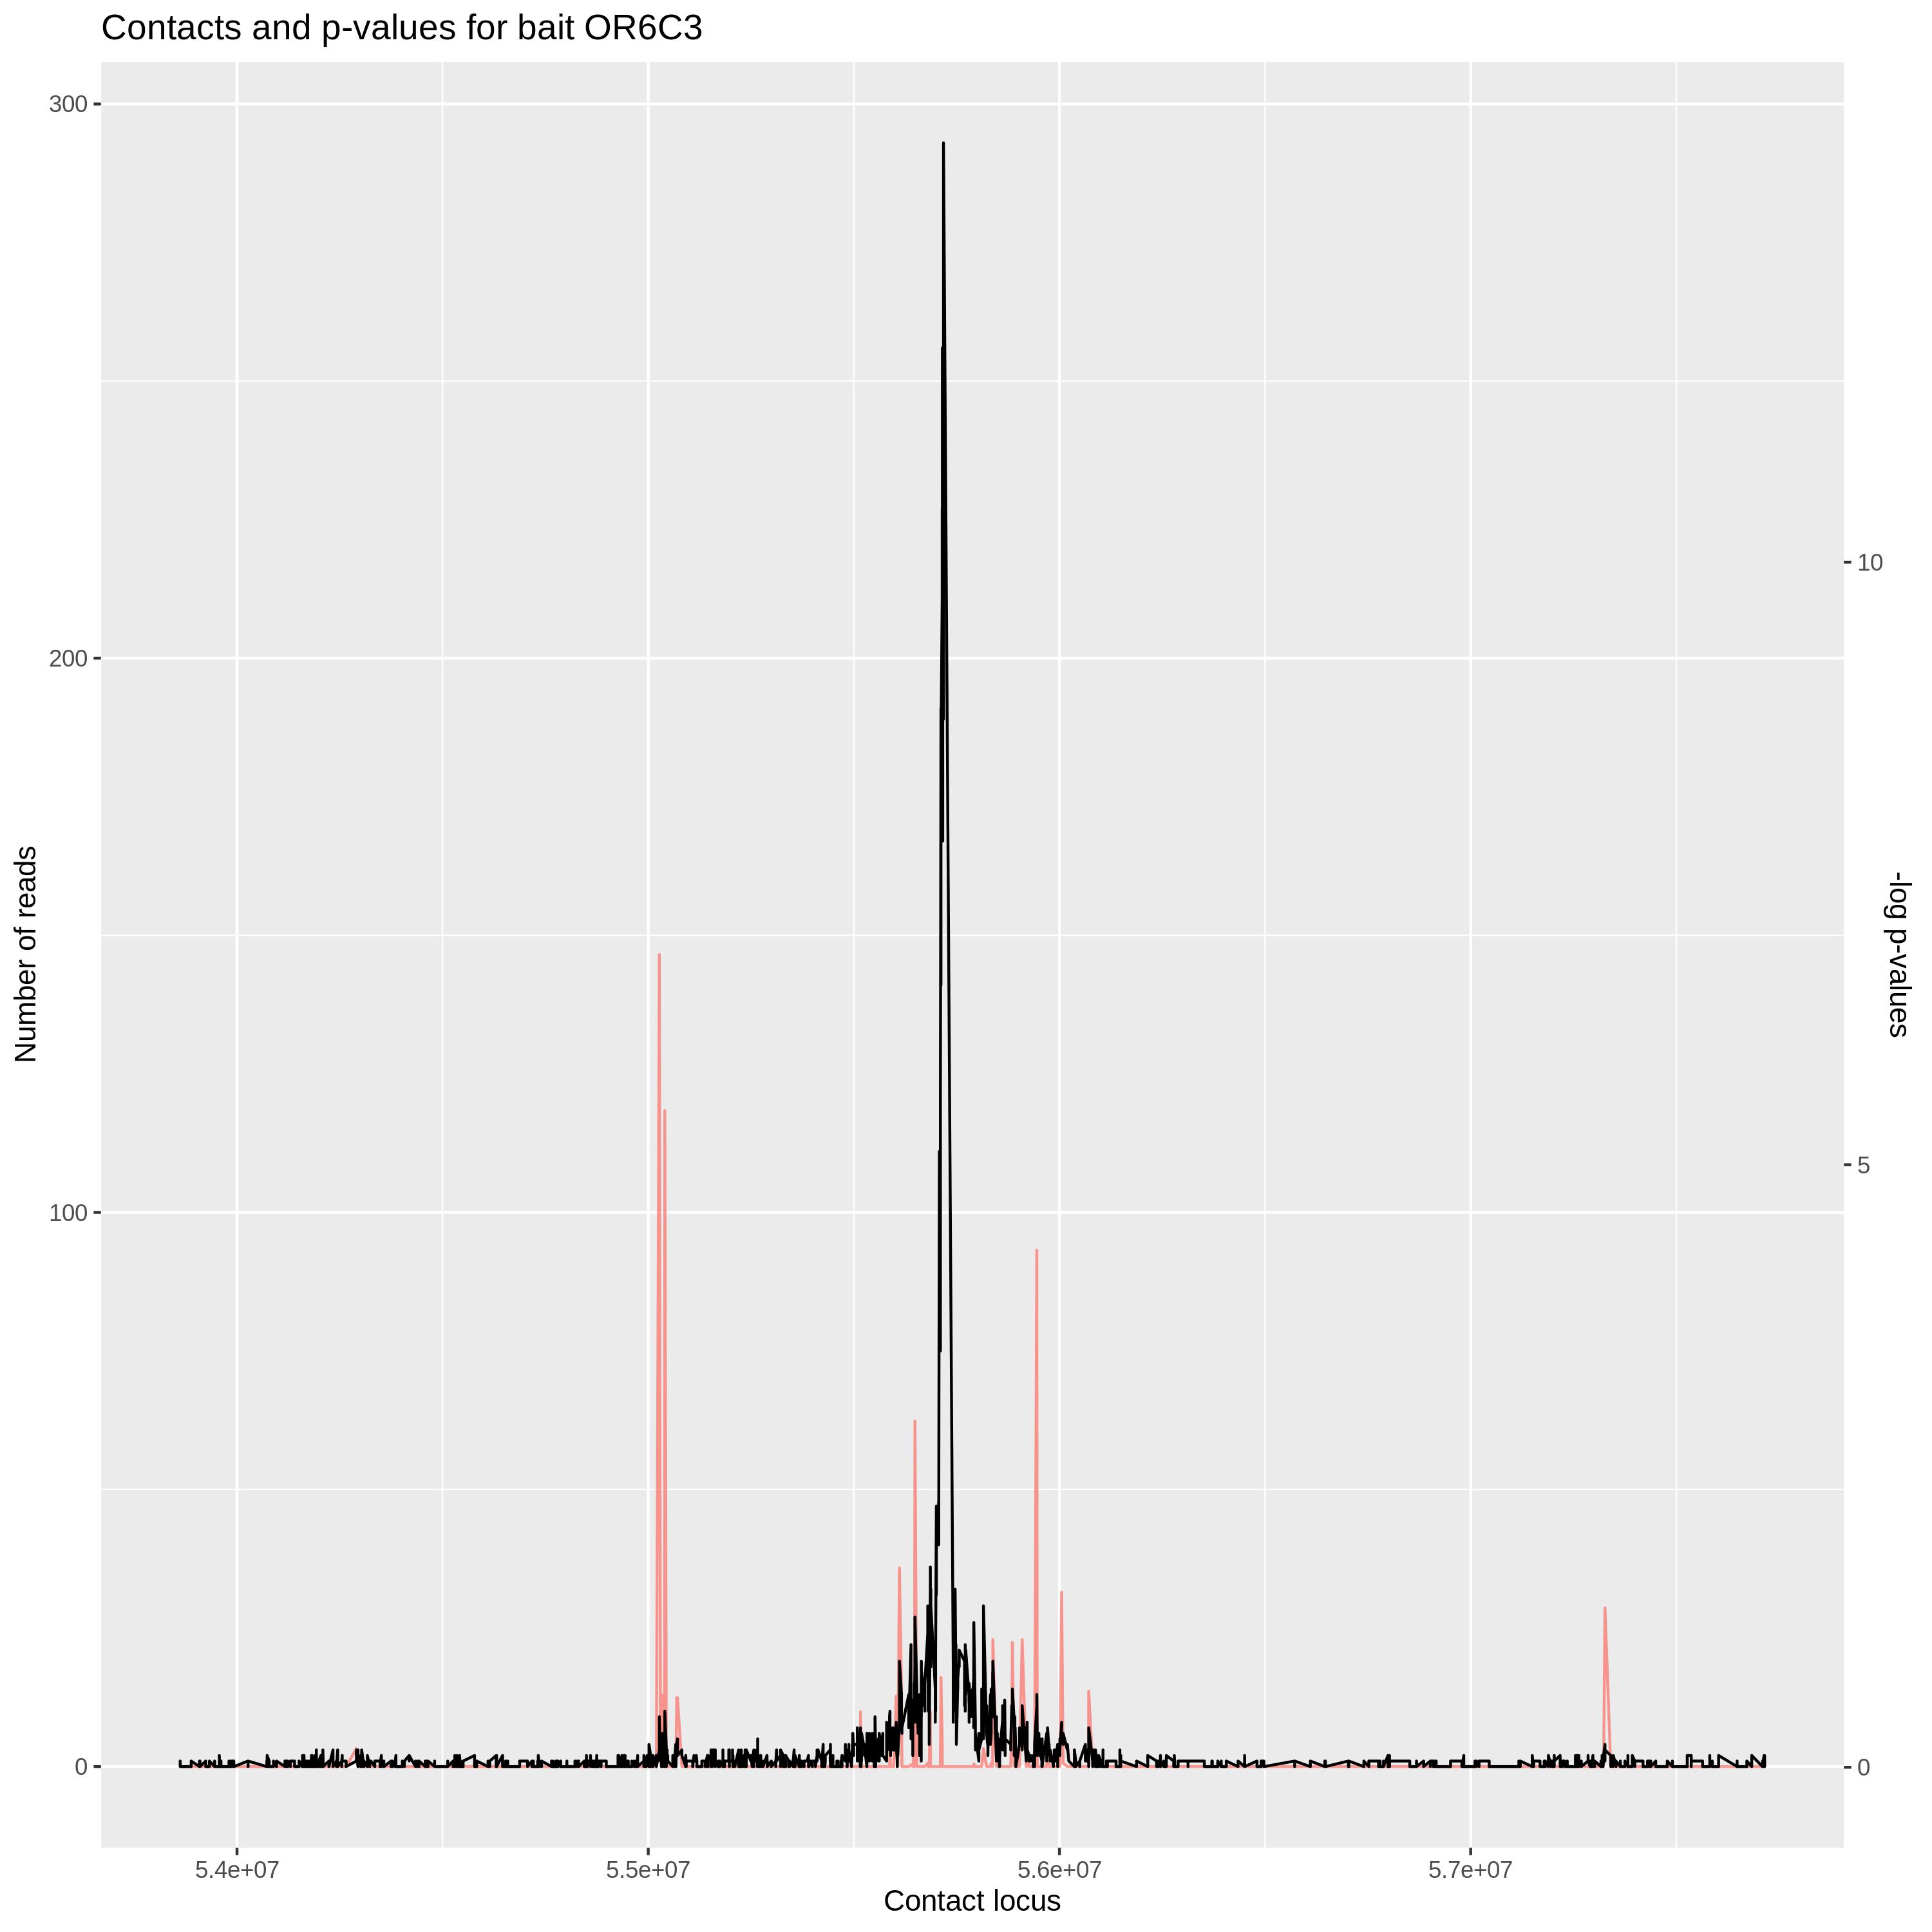 Contacts and p-values for bait OR6C3
300
200
100
0
Number of reads
10
5
0
-log p-values
5.4e+07
5.5e+07
5.6e+07
5.7e+07
Contact locus